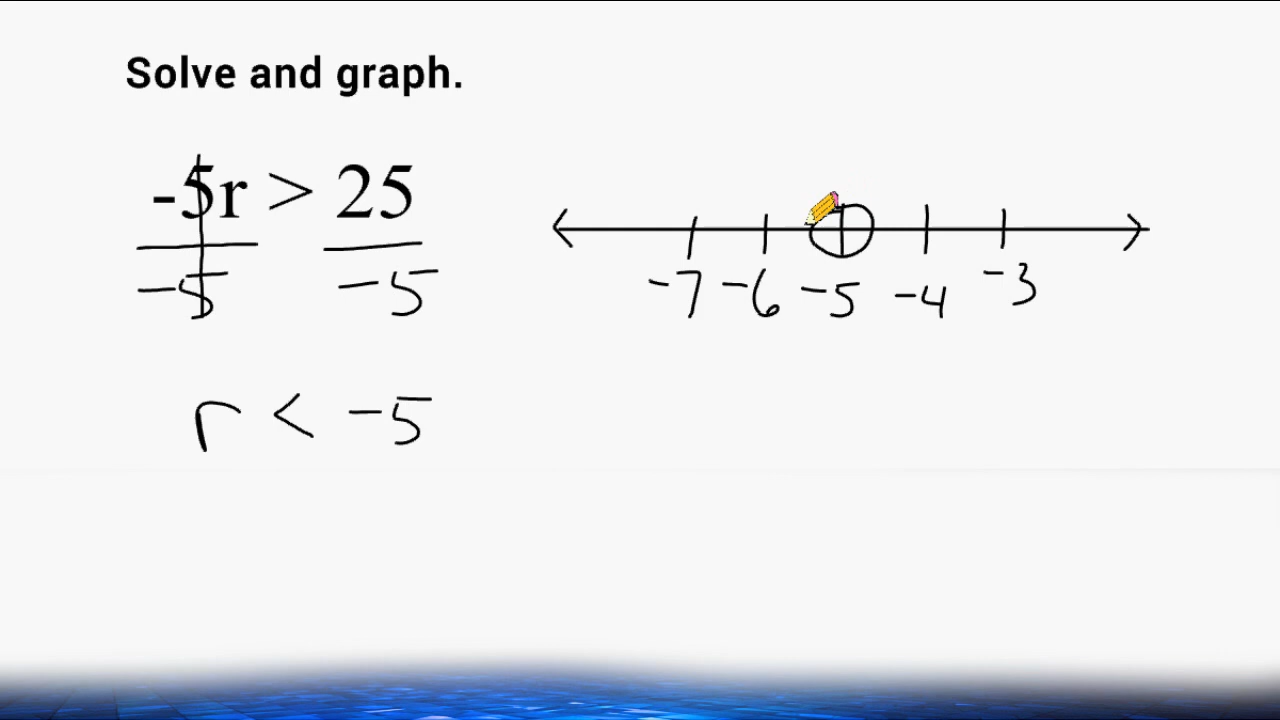 Solve and graph.
-5r > 25
-5 -5
-7 -6 -5 -4 -3
r < -5